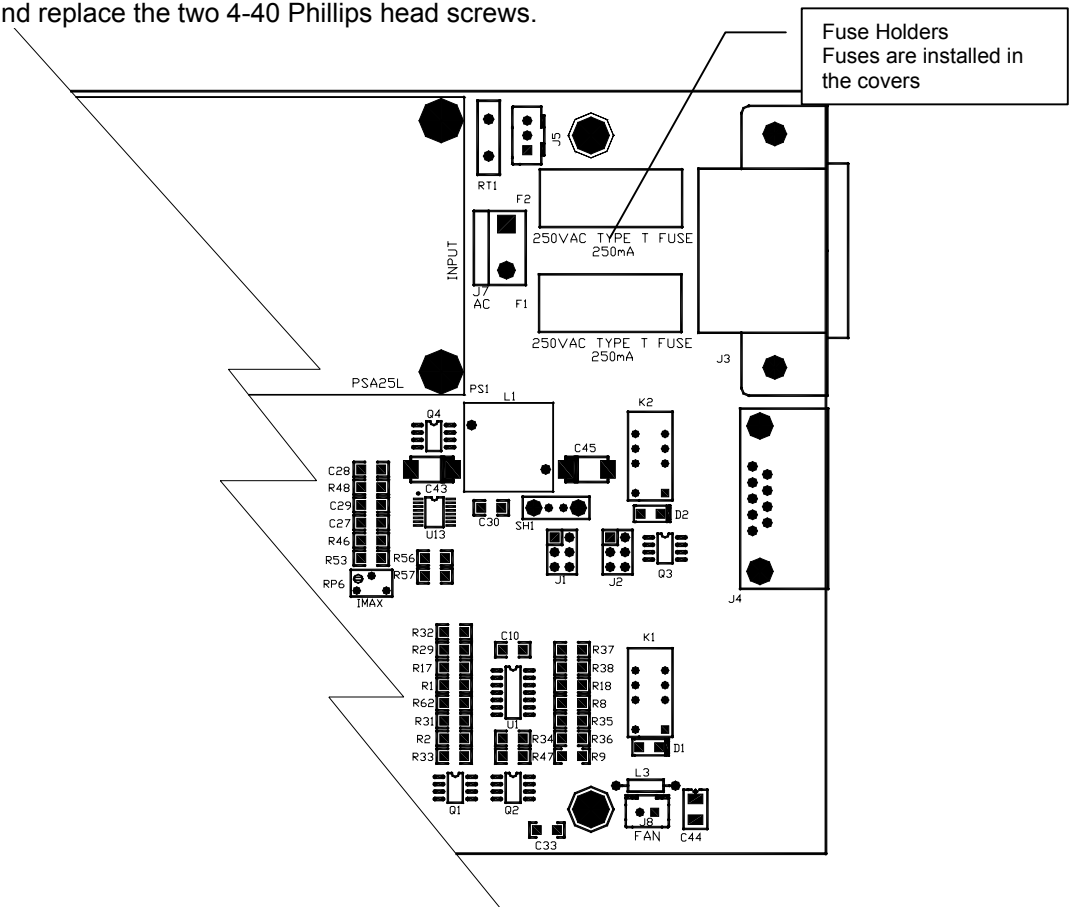 nd replace the two 4-40 Phillips head screws.
Fuse Holders
Fuses are installed in
the covers
J5
RT1
F2
250VAC TYPE T FUSE
250mA
INPUT
J7
AC
F1
250VAC TYPE T FUSE
250mA
J3
PSA25L
PS1
L1
K2
Q4
C45
C28
R48
C43
C29
C30
D2
C27
U13
SH1
R46
R53
R56
Q3
R57
J1
J2
RP6
IMAX
J4
R32
C10
K1
R29
R37
R17
R38
R1
R18
R62
R8
R31
U1
R35
R2
R34
R36
R33
R47
R9
D1
L3
Q1
Q2
J8
FAN
C44
C33